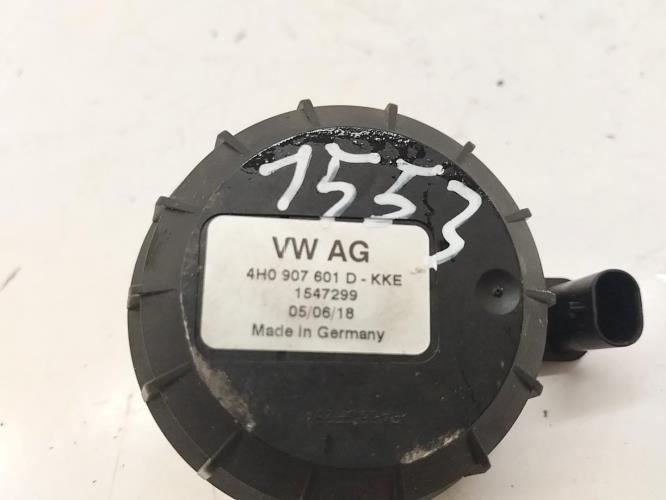 1553
VW AG
4H0 907 601 D - KKE
1547299
05/06/18
Made in Germany